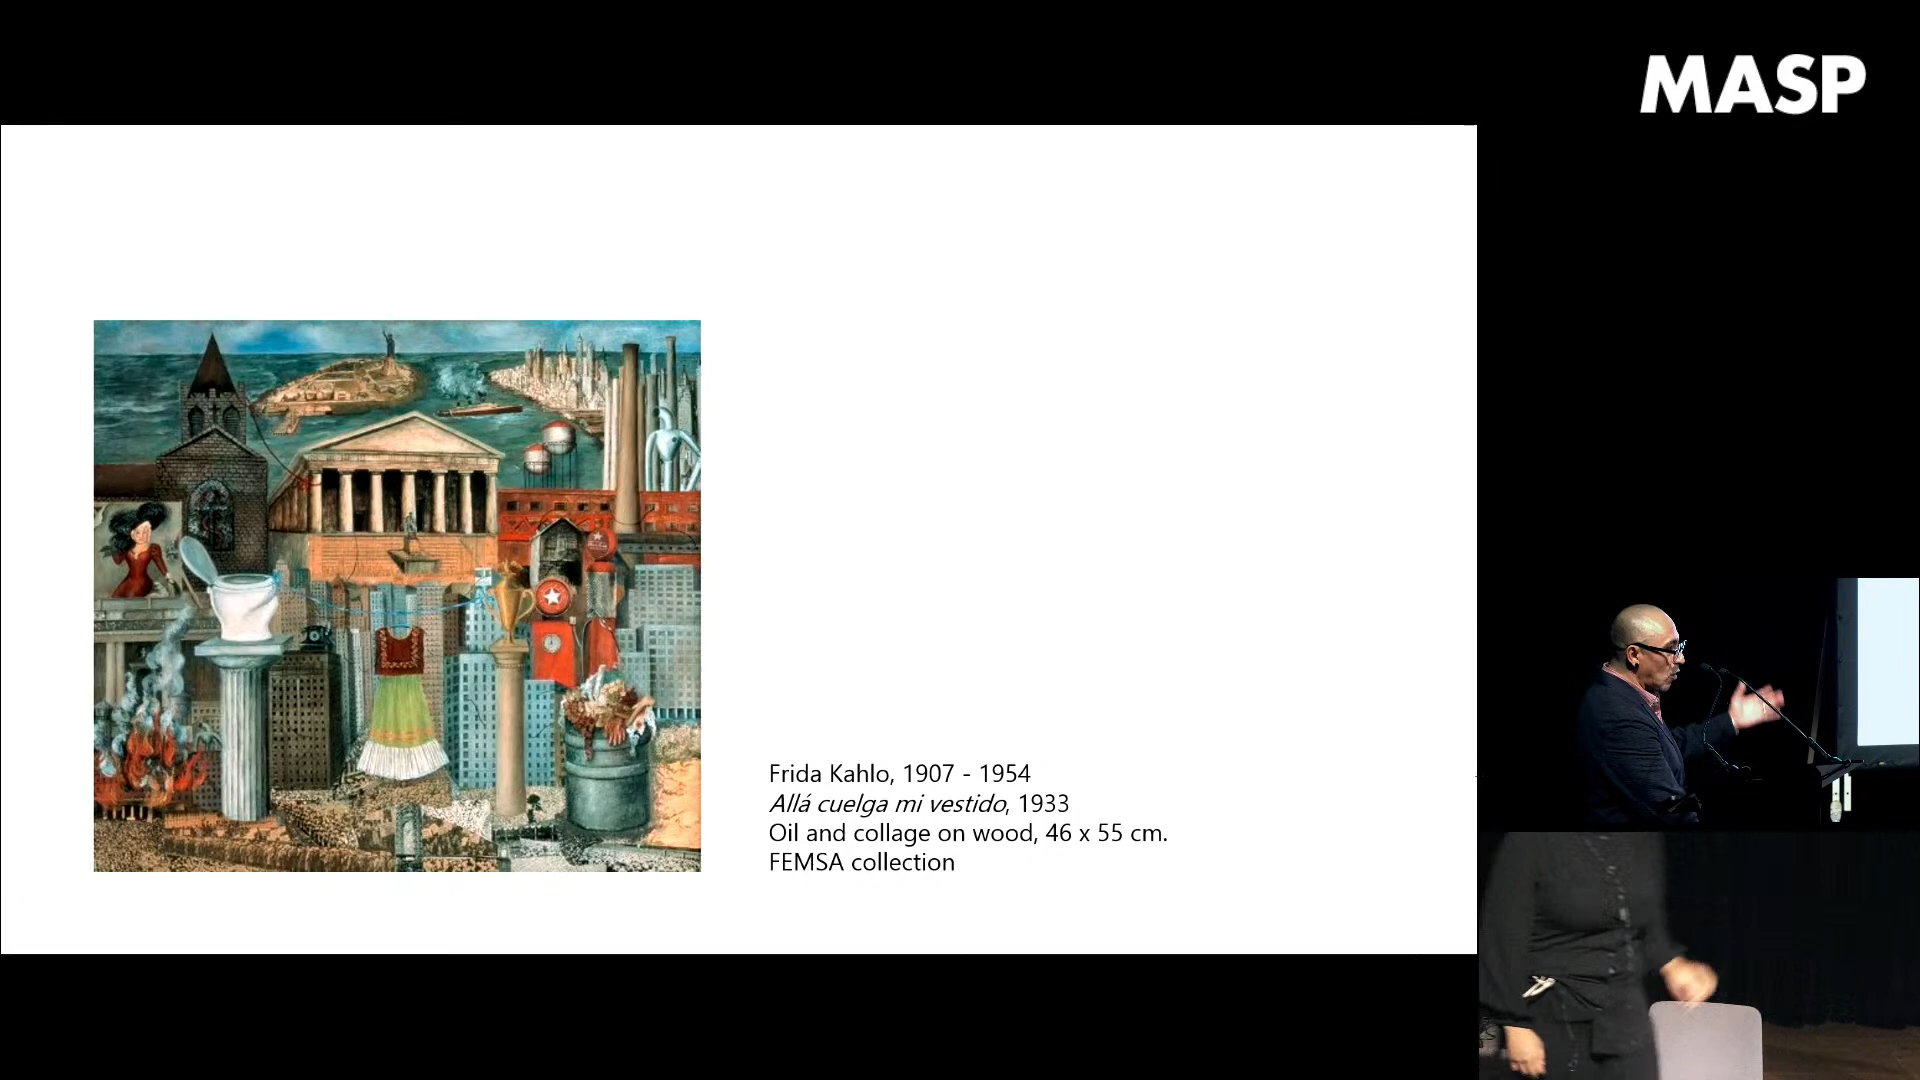 MASP
Frida Kahlo, 1907 - 1954
Allá cuelga mi vestido, 1933
Oil and collage on wood, 46 x 55 cm.
FEMSA collection